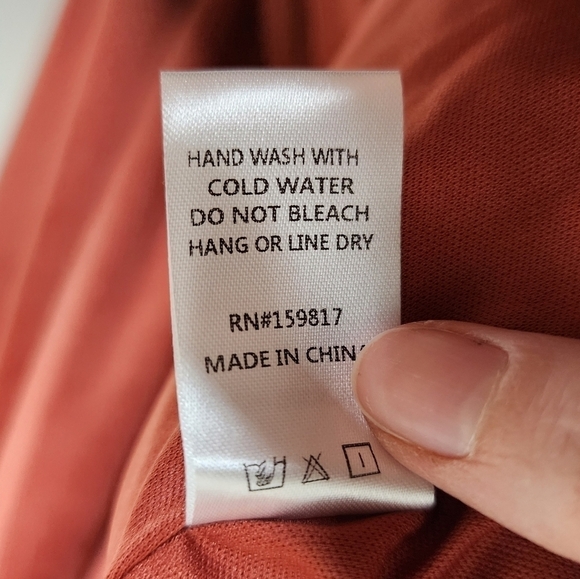 HAND WASH WITH
COLD WATER
DO NOT BLEACH
HANG OR LINE DRY
RN#159817
MADE IN CHIN